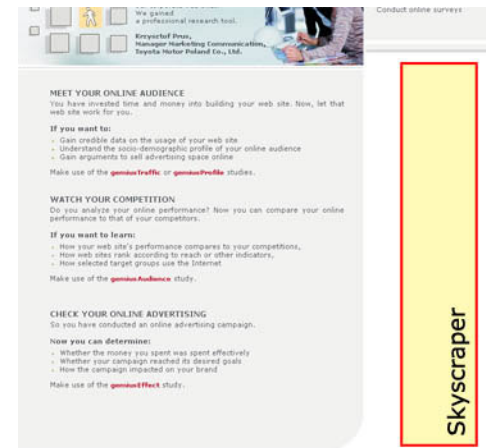 We gained
a professional research tool.
Krzysztof Prus,
Manager Marketing Communication,
Toyota Motor Poland Co., Ltd.
Conduct online surveys
MEET YOUR ONLINE AUDIENCE
You have invested time and money into building your web site. Now, let that
web site work for you.
If you want to:
Gain credible data on the usage of your web site
Understand the socio-demographic profile of your online audience
Gain arguments to sell advertising space online
Make use of the gemiusTraffic or gemiusProfile studies.
WATCH YOUR COMPETITION
Do you analyze your online performance? Now you can compare your online
performance to that of your competitors.
If you want to learn:
How your web site's performance compares to your competitions,
How web sites rank according to reach or other indicators,
How selected target groups use the Internet
Make use of the gemiusAudience study.
CHECK YOUR ONLINE ADVERTISING
So you have conducted an online advertising campaign.
Now you can determine:
Whether the money you spent was spent effectively
Whether your campaign reached its desired goals
How the campaign impacted on your brand
Make use of the gemiusEffect study.
Skyscraper